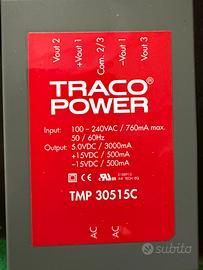 Vout 2
+Vout 1
Com. 2/3
−Vout 1
Vout 3
TRACO®
POWER
Input: 100 - 240VAC / 760mA max.
50 / 60Hz
Output: 5.0VDC / 3000mA
+15VDC / 500mA
−15VDC / 500mA
TMP 30515C
AC
AC
subito